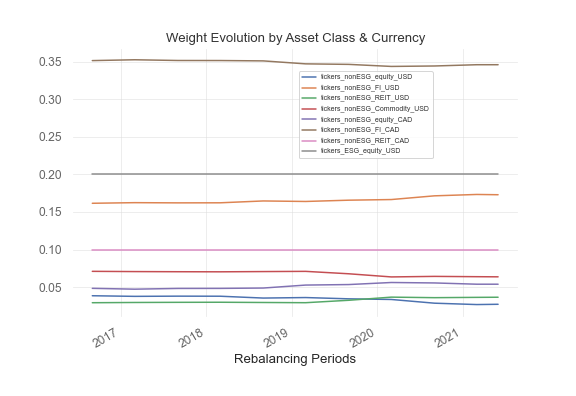 Weight Evolution by Asset Class & Currency
0.35
0.30
0.25
0.20
0.15
0.10
0.05
tickers_nonESG_equity_USD
tickers_nonESG_FI_USD
tickers_nonESG_REIT_USD
tickers_nonESG_Commodity_USD
tickers_nonESG_equity_CAD
tickers_nonESG_FI_CAD
tickers_nonESG_REIT_CAD
tickers_ESG_equity_USD
2017
2018
2019
2020
2021
Rebalancing Periods